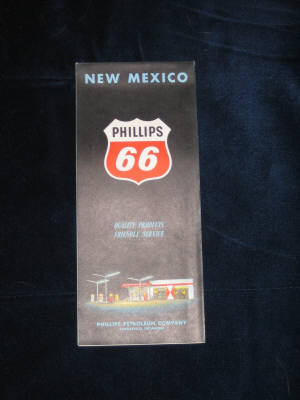 NEW MEXICO
PHILLIPS
66
QUALITY PRODUCTS
FRIENDLY SERVICE
PHILLIPS PETROLEUM COMPANY